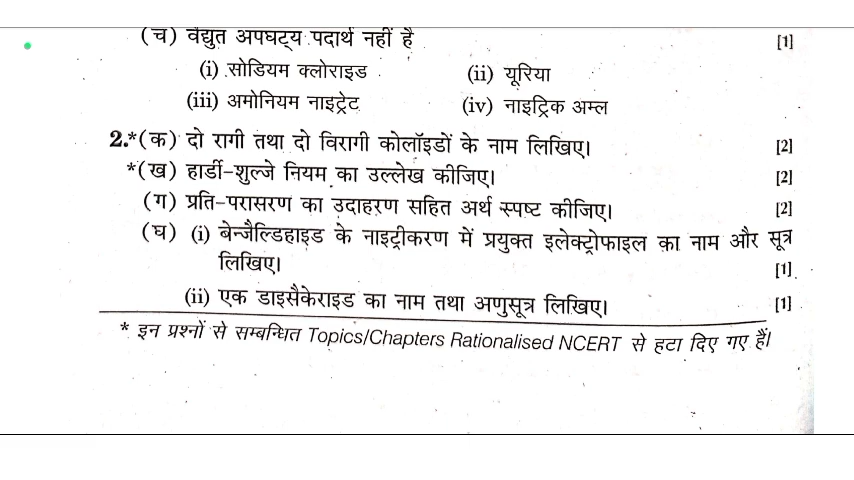 (च) वैद्युत अपघट्य पदार्थ नहीं है [1]
(i) सोडियम क्लोराइड (ii) यूरिया
(iii) अमोनियम नाइट्रेट (iv) नाइट्रिक अम्ल
2.*(क) दो रागी तथा दो विरागी कोलॉइडों के नाम लिखिए। [2]
*(ख) हार्डी-शुल्जे नियम का उल्लेख कीजिए। [2]
(ग) प्रति-परासरण का उदाहरण सहित अर्थ स्पष्ट कीजिए। [2]
(घ) (i) बेन्जैल्डिहाइड के नाइट्रीकरण में प्रयुक्त इलेक्ट्रोफाइल का नाम और सूत्र
लिखिए। [1]
(ii) एक डाइसैकेराइड का नाम तथा अणुसूत्र लिखिए। [1]
* इन प्रश्नों से सम्बन्धित Topics/Chapters Rationalised NCERT से हटा दिए गए हैं।